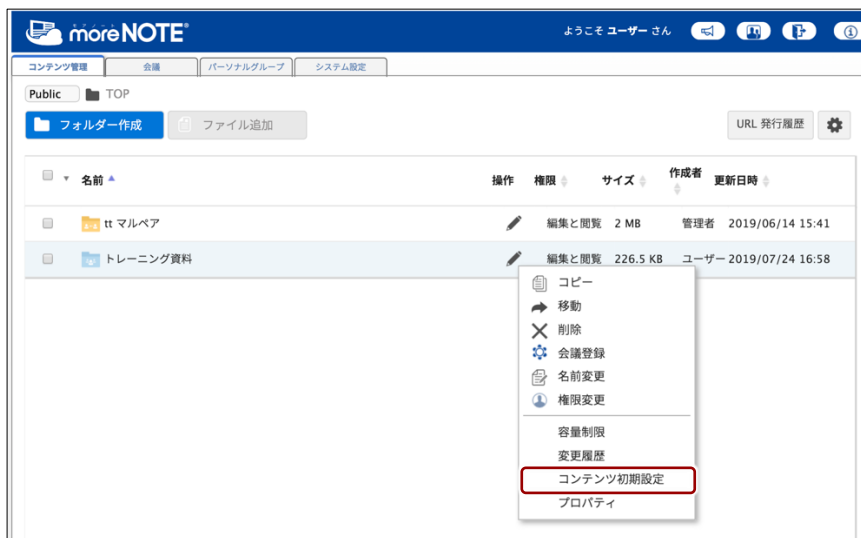 モアノート
moreNOTE®
ようこそ ユーザー さん
コンテンツ管理 会議 パーソナルグループ システム設定
Public TOP
フォルダー作成 ファイル追加 URL 発行履歴
名前 操作 権限 サイズ 作成者 更新日時
tt マルペア 編集と閲覧 2 MB 管理者 2019/06/14 15:41
トレーニング資料 編集と閲覧 226.5 KB ユーザー 2019/07/24 16:58
コピー
移動
削除
会議登録
名前変更
権限変更
容量制限
変更履歴
コンテンツ初期設定
プロパティ